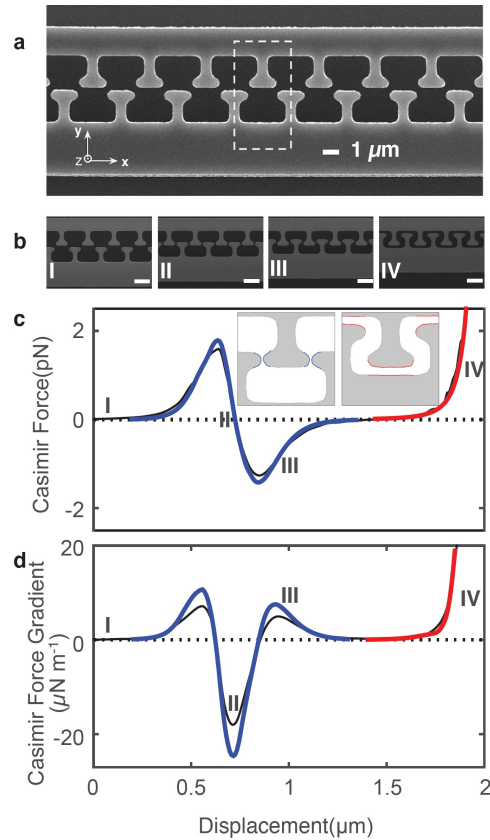 a
y
z
x
1 μm
b
I
II
III
IV
c
Casimir Force(pN)
2
0
-2
I
II
III
IV
d
Casimir Force Gradient
(μN m⁻¹)
20
0
-20
I
II
III
IV
0
0.5
1
1.5
2
Displacement(μm)